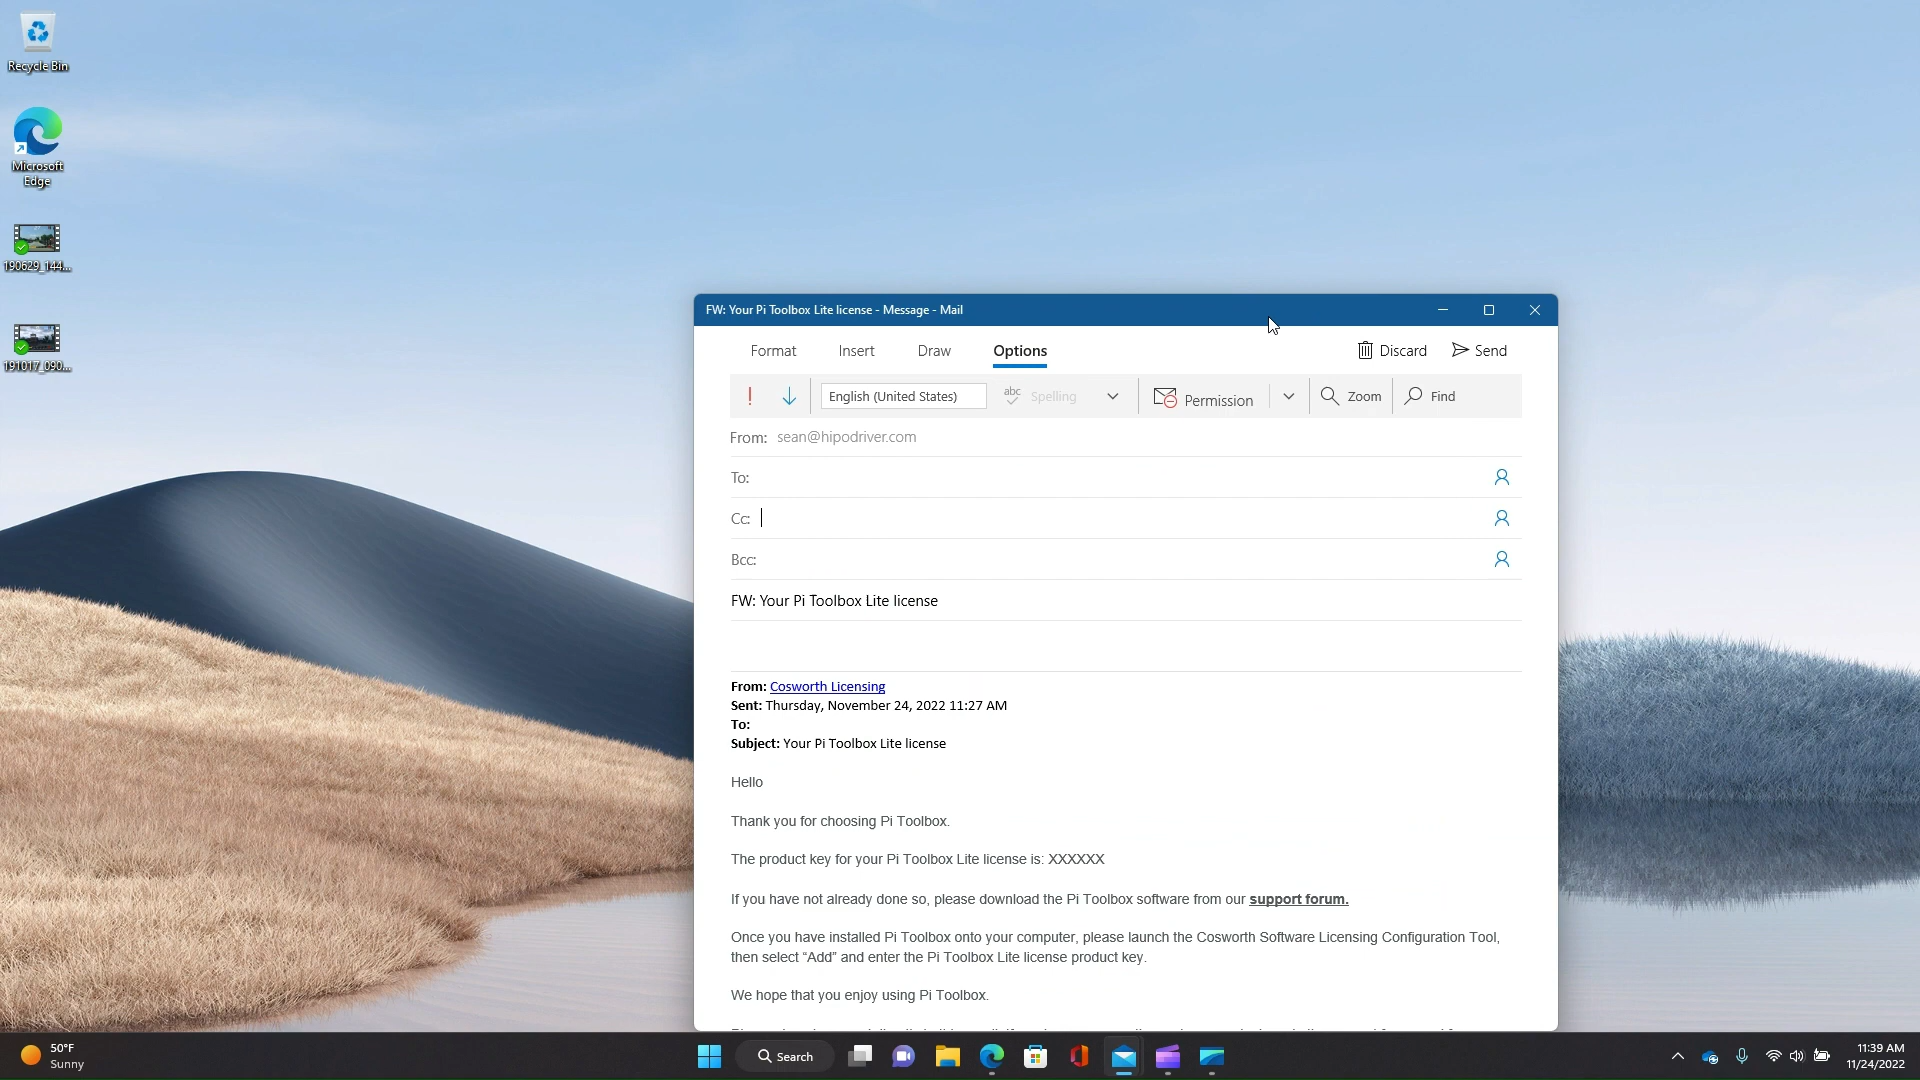 Recycle Bin
Microsoft
Edge
190629_144...
191017_090...
FW: Your Pi Toolbox Lite license - Message - Mail
Format Insert Draw Options Discard Send
English (United States) abc Spelling Permission Zoom Find
From: sean@hipodriver.com
To:
Cc:
Bcc:
FW: Your Pi Toolbox Lite license
From: Cosworth Licensing
Sent: Thursday, November 24, 2022 11:27 AM
To:
Subject: Your Pi Toolbox Lite license
Hello
Thank you for choosing Pi Toolbox.
The product key for your Pi Toolbox Lite license is: XXXXXX
If you have not already done so, please download the Pi Toolbox software from our support forum.
Once you have installed Pi Toolbox onto your computer, please launch the Cosworth Software Licensing Configuration Tool,
then select “Add” and enter the Pi Toolbox Lite license product key.
We hope that you enjoy using Pi Toolbox.
50°F
Sunny
Search
11:39 AM
11/24/2022